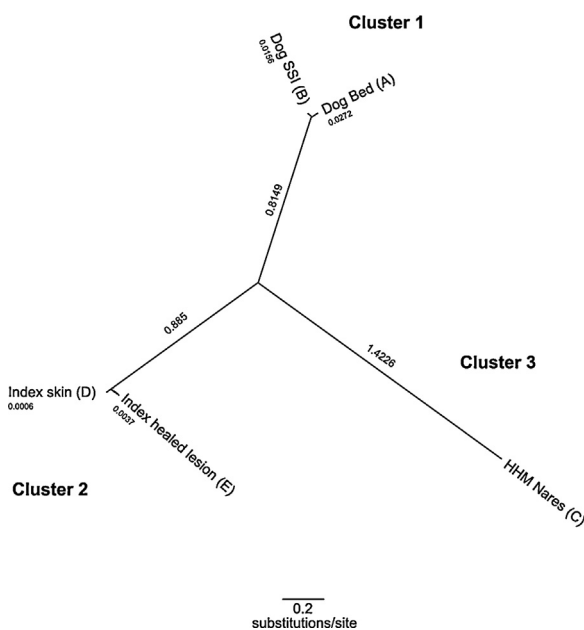 Cluster 1
Dog SSI (B)
0.0156
Dog Bed (A)
0.0272
0.8149
0.885
1.4226
Cluster 3
Index skin (D)
0.0006
Index healed lesion (E)
0.0037
HHM Nares (C)
Cluster 2
0.2
substitutions/site